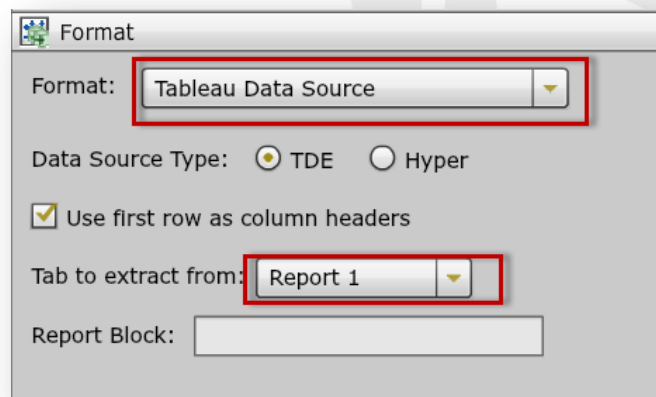 Format
Format: Tableau Data Source
Data Source Type: TDE Hyper
Use first row as column headers
Tab to extract from: Report 1
Report Block: